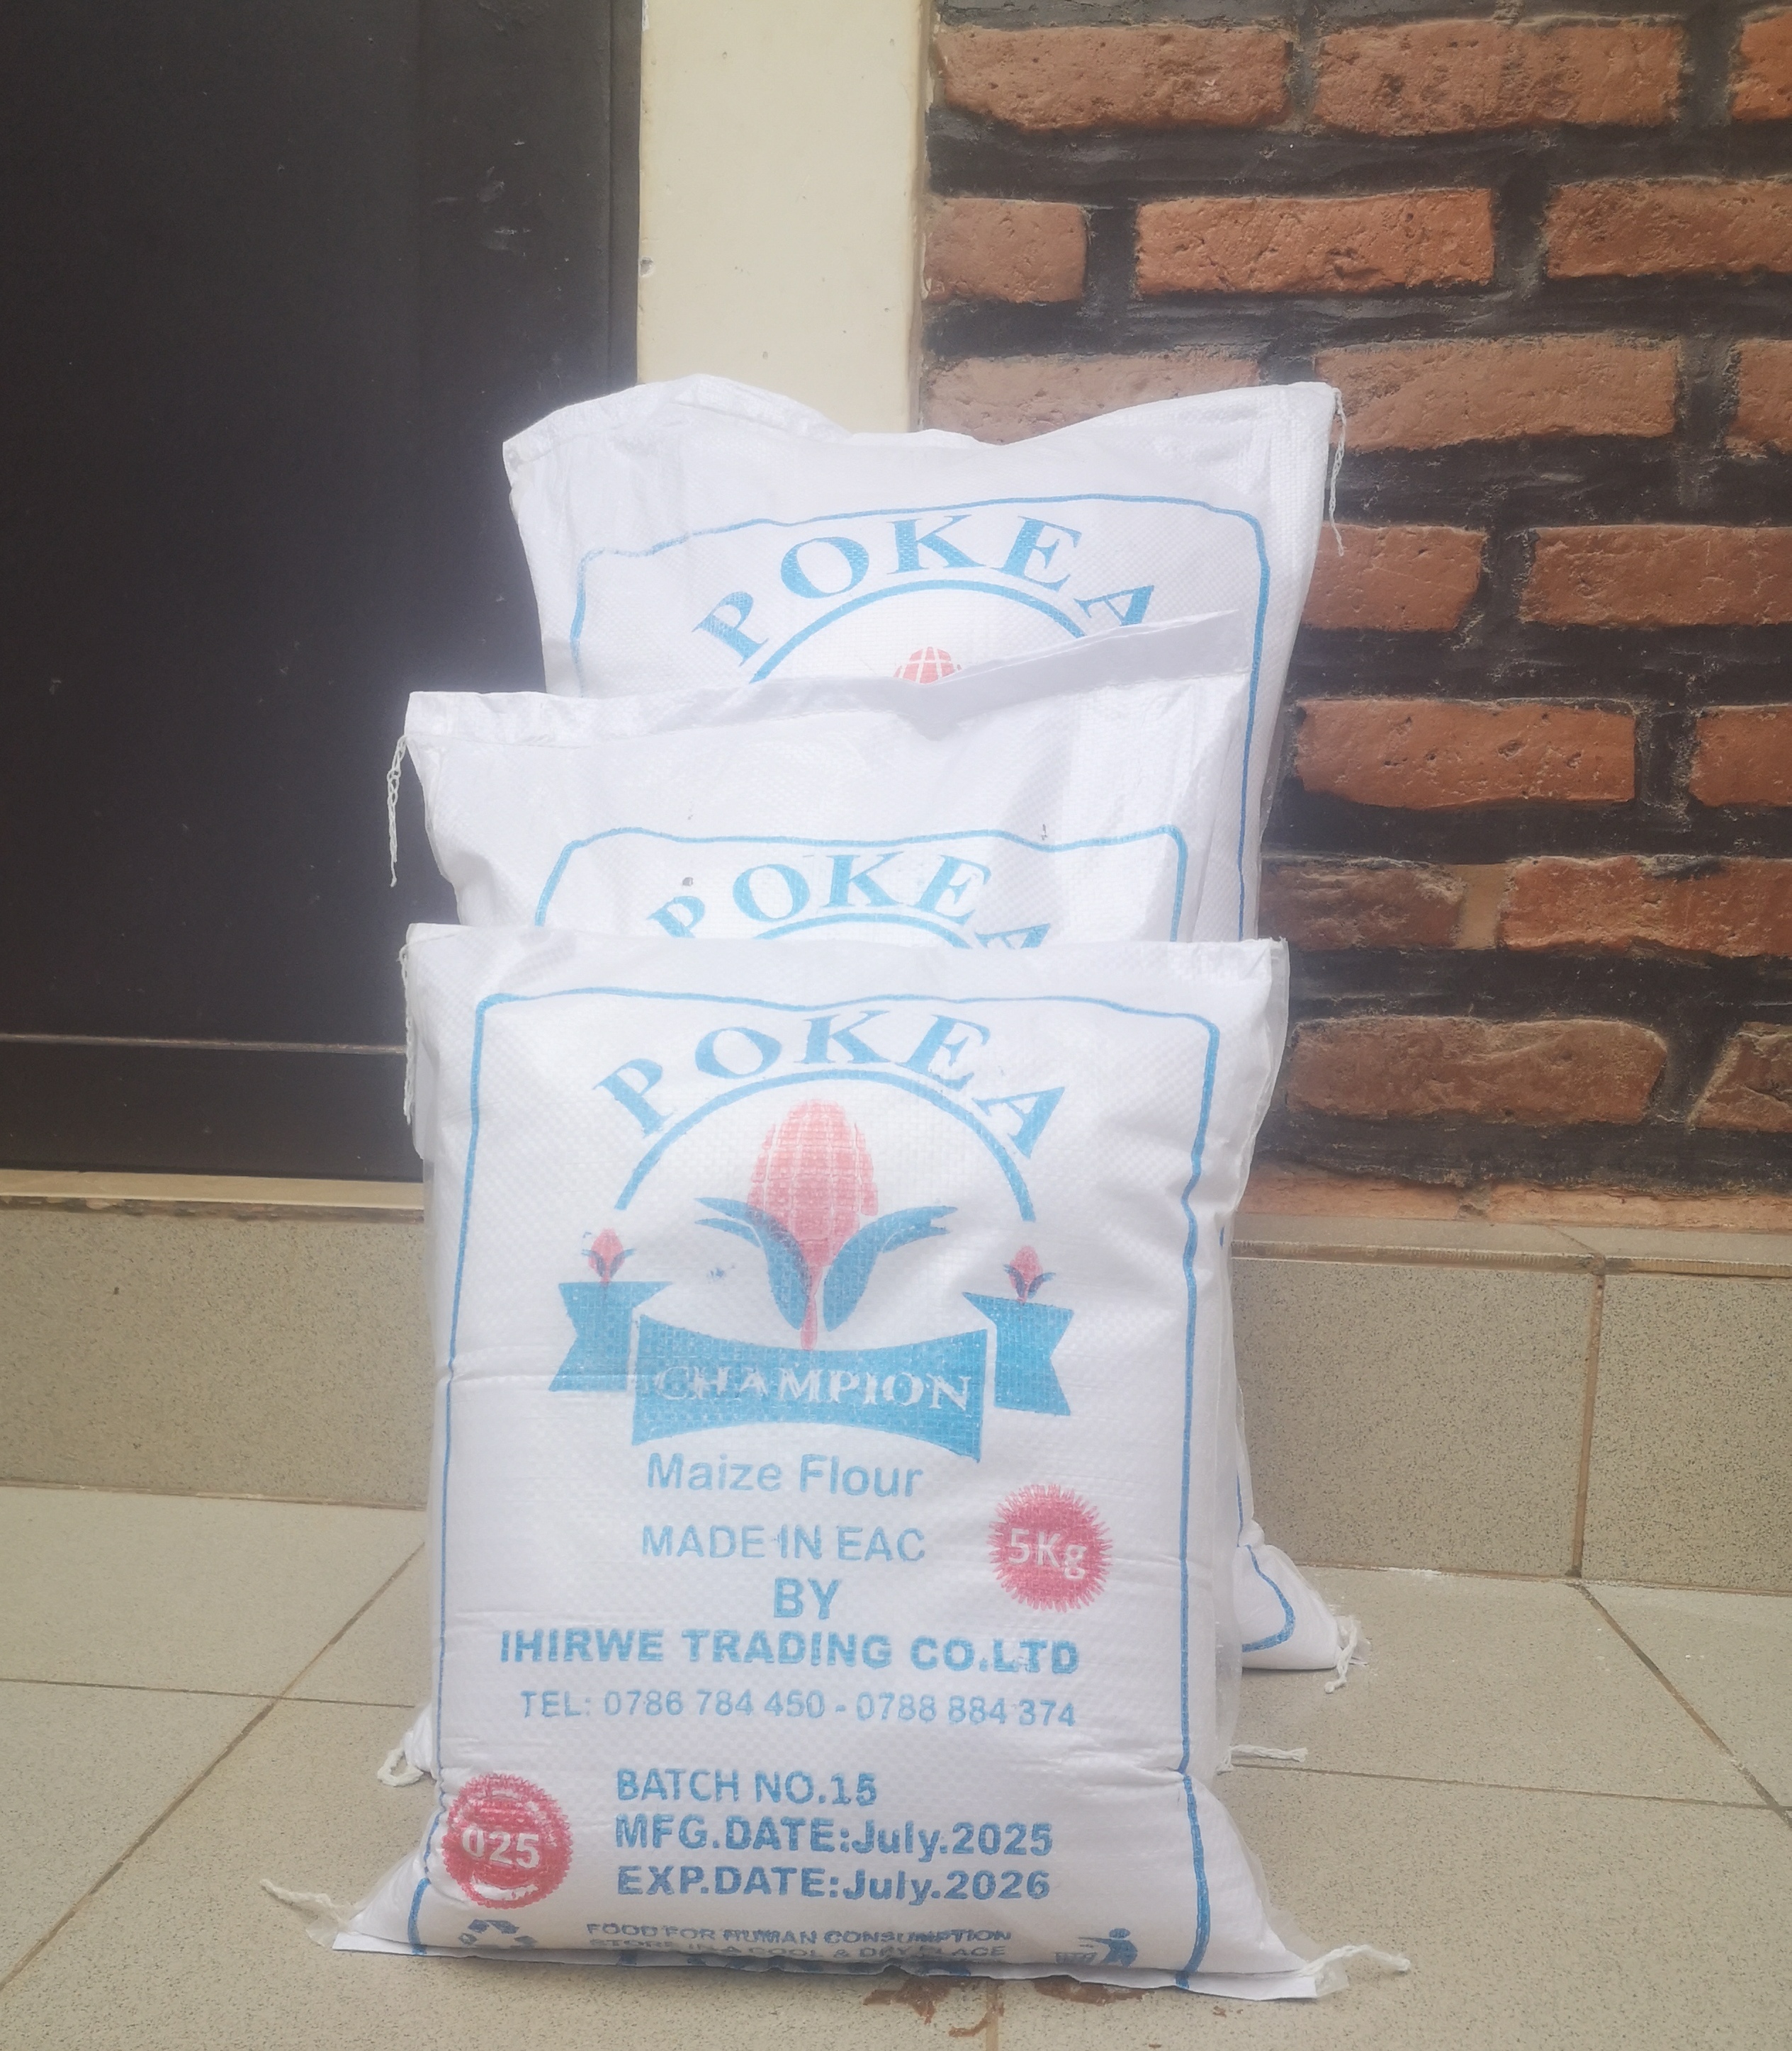 POKEA
POKEA
POKEA
CHAMPION
Maize Flour
MADE IN EAC
5Kg
BY
IHIRWE TRADING CO.LTD
TEL: 0786 784 450 - 0788 884 374
BATCH NO.15
MFG.DATE:July.2025
025
EXP.DATE:July.2026
FOOD FOR HUMAN CONSUMPTION
STORE IN A COOL & DRY PLACE